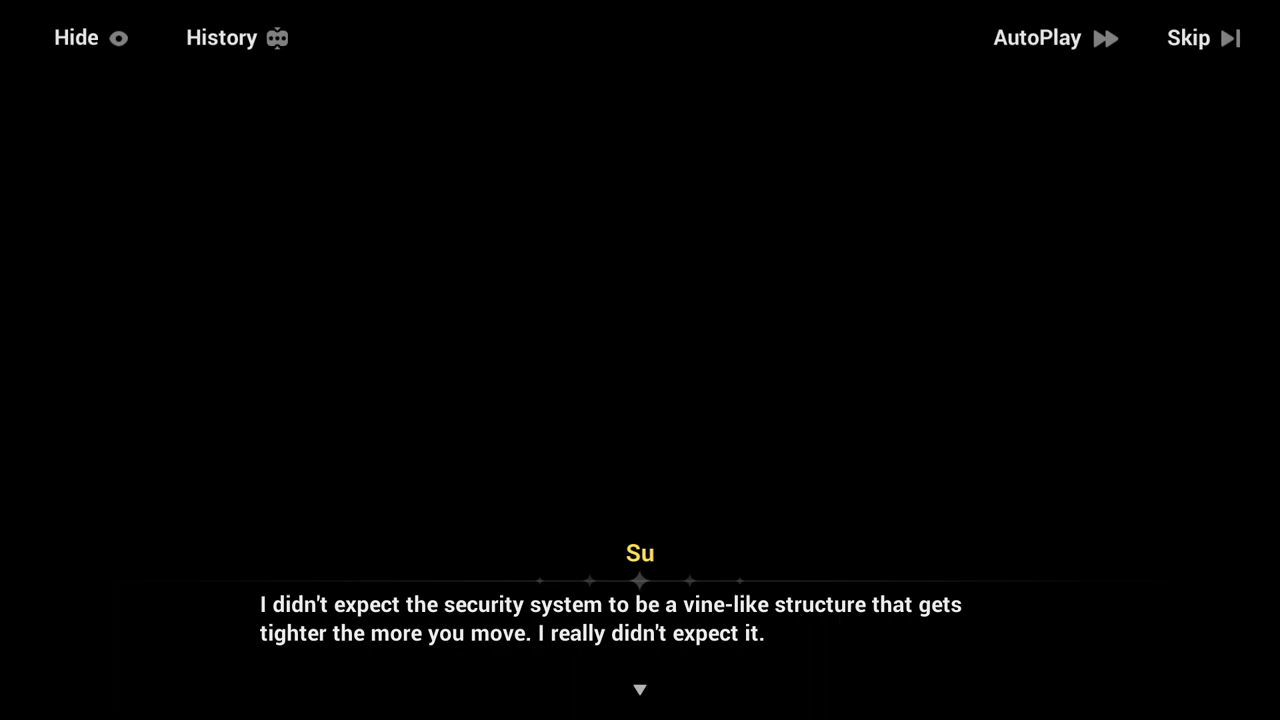 Hide
History
AutoPlay
Skip
Su
I didn't expect the security system to be a vine-like structure that gets
tighter the more you move. I really didn't expect it.